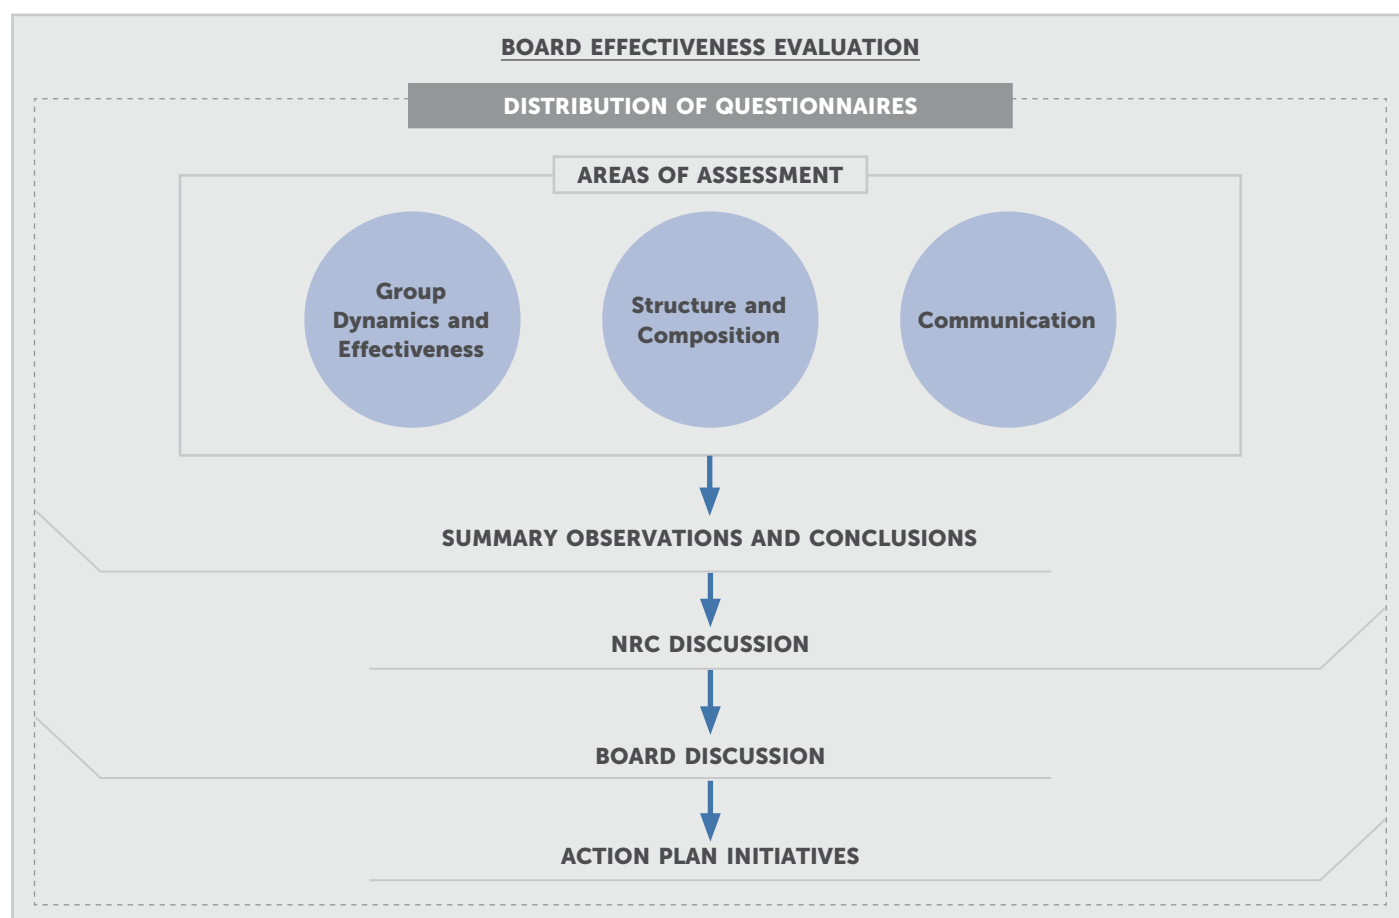 BOARD EFFECTIVENESS EVALUATION
DISTRIBUTION OF QUESTIONNAIRES
AREAS OF ASSESSMENT
Group
Dynamics and
Effectiveness
Structure and
Composition
Communication
SUMMARY OBSERVATIONS AND CONCLUSIONS
NRC DISCUSSION
BOARD DISCUSSION
ACTION PLAN INITIATIVES